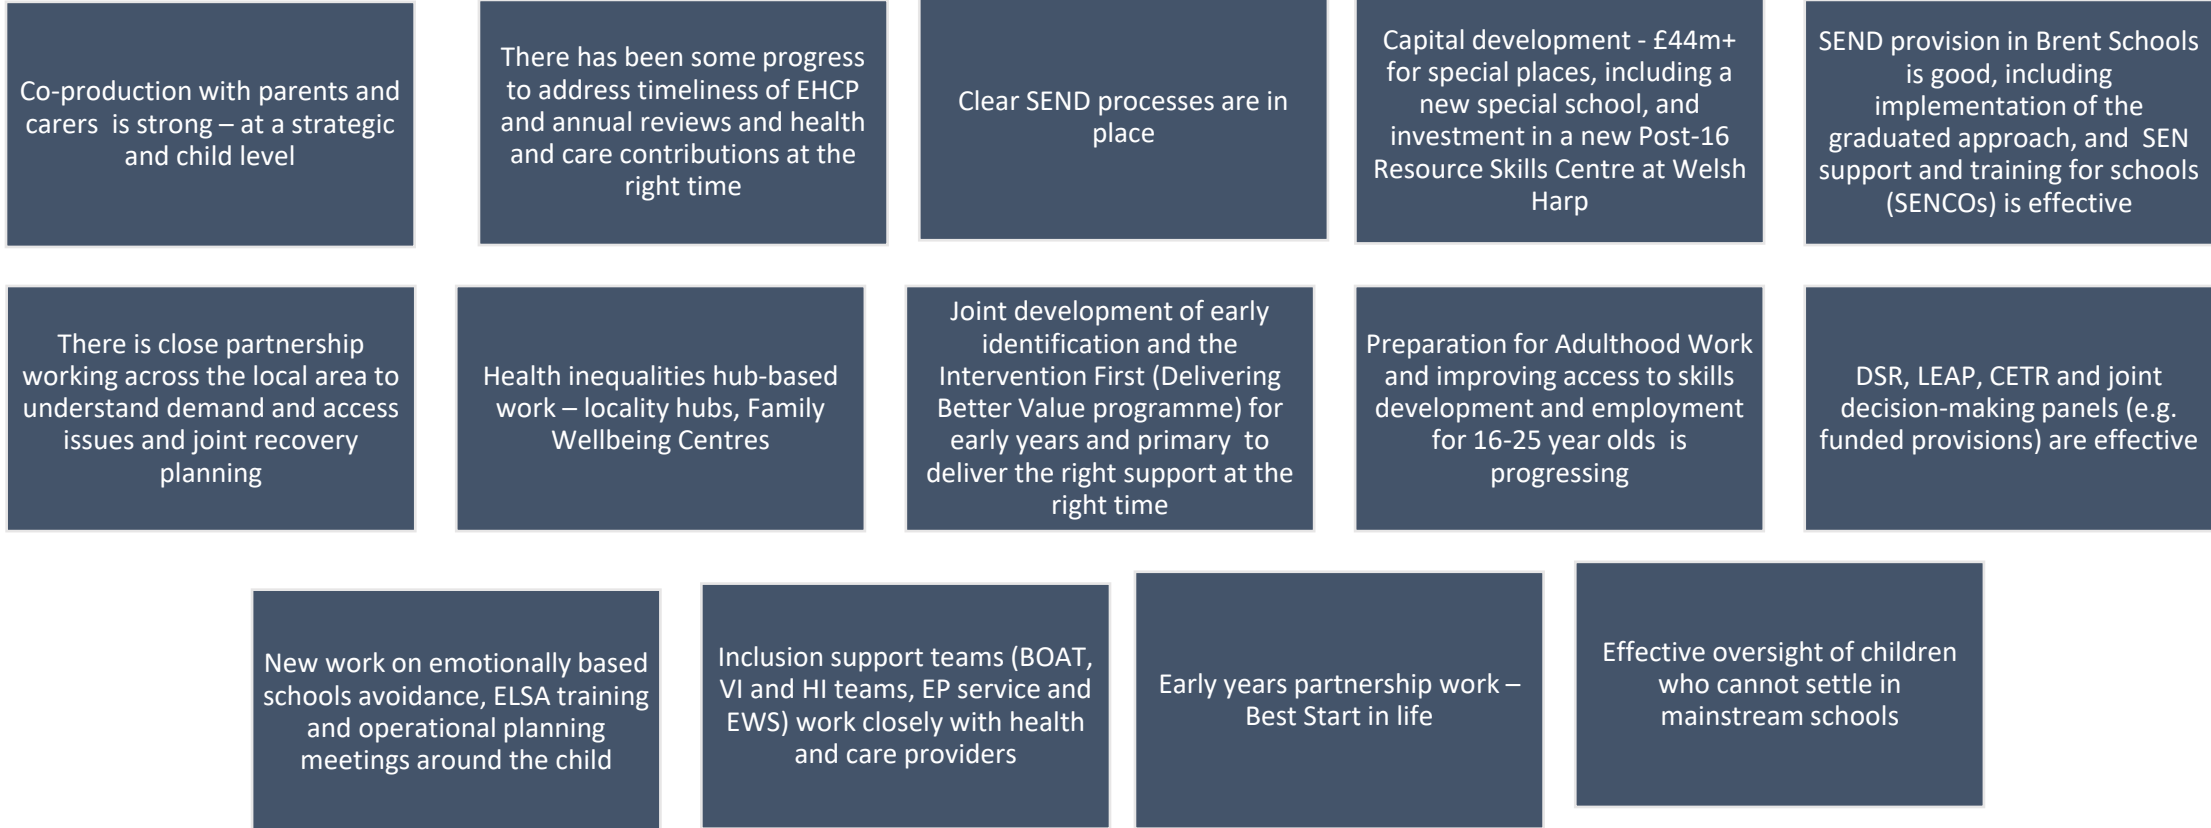 Co-production with parents and
carers is strong – at a strategic
and child level
There has been some progress
to address timeliness of EHCP
and annual reviews and health
and care contributions at the
right time
Clear SEND processes are in
place
Capital development - £44m+
for special places, including a
new special school, and
investment in a new Post-16
Resource Skills Centre at Welsh
Harp
SEND provision in Brent Schools
is good, including
implementation of the
graduated approach, and SEN
support and training for schools
(SENCOs) is effective
There is close partnership
working across the local area to
understand demand and access
issues and joint recovery
planning
Health inequalities hub-based
work – locality hubs, Family
Wellbeing Centres
Joint development of early
identification and the
Intervention First (Delivering
Better Value programme) for
early years and primary to
deliver the right support at the
right time
Preparation for Adulthood Work
and improving access to skills
development and employment
for 16-25 year olds is
progressing
DSR, LEAP, CETR and joint
decision-making panels (e.g.
funded provisions) are effective
New work on emotionally based
schools avoidance, ELSA training
and operational planning
meetings around the child
Inclusion support teams (BOAT,
VI and HI teams, EP service and
EWS) work closely with health
and care providers
Early years partnership work –
Best Start in life
Effective oversight of children
who cannot settle in
mainstream schools